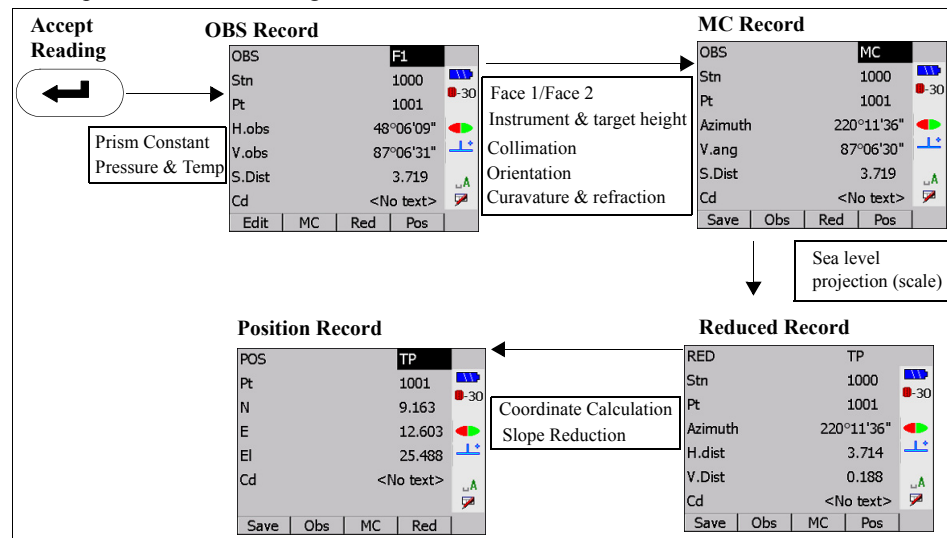 Accept
Reading
OBS Record
OBS F1
Stn 1000
Pt 1001
H.obs 48°06'09"
V.obs 87°06'31"
S.Dist 3.719
Cd <No text>
Edit MC Red Pos
-30
A
Prism Constant
Pressure & Temp
Face 1/Face 2
Instrument & target height
Collimation
Orientation
Curavature & refraction
MC Record
OBS MC
Stn 1000
Pt 1001
Azimuth 220°11'36"
V.ang 87°06'30"
S.Dist 3.719
Cd <No text>
Save Obs Red Pos
-30
A
Sea level
projection (scale)
Reduced Record
RED TP
Stn 1000
Pt 1001
Azimuth 220°11'36"
H.dist 3.714
V.Dist 0.188
Cd <No text>
Save Obs MC Pos
-30
A
Coordinate Calculation
Slope Reduction
Position Record
POS TP
Pt 1001
N 9.163
E 12.603
El 25.488
Cd <No text>
Save Obs MC Red
-30
A